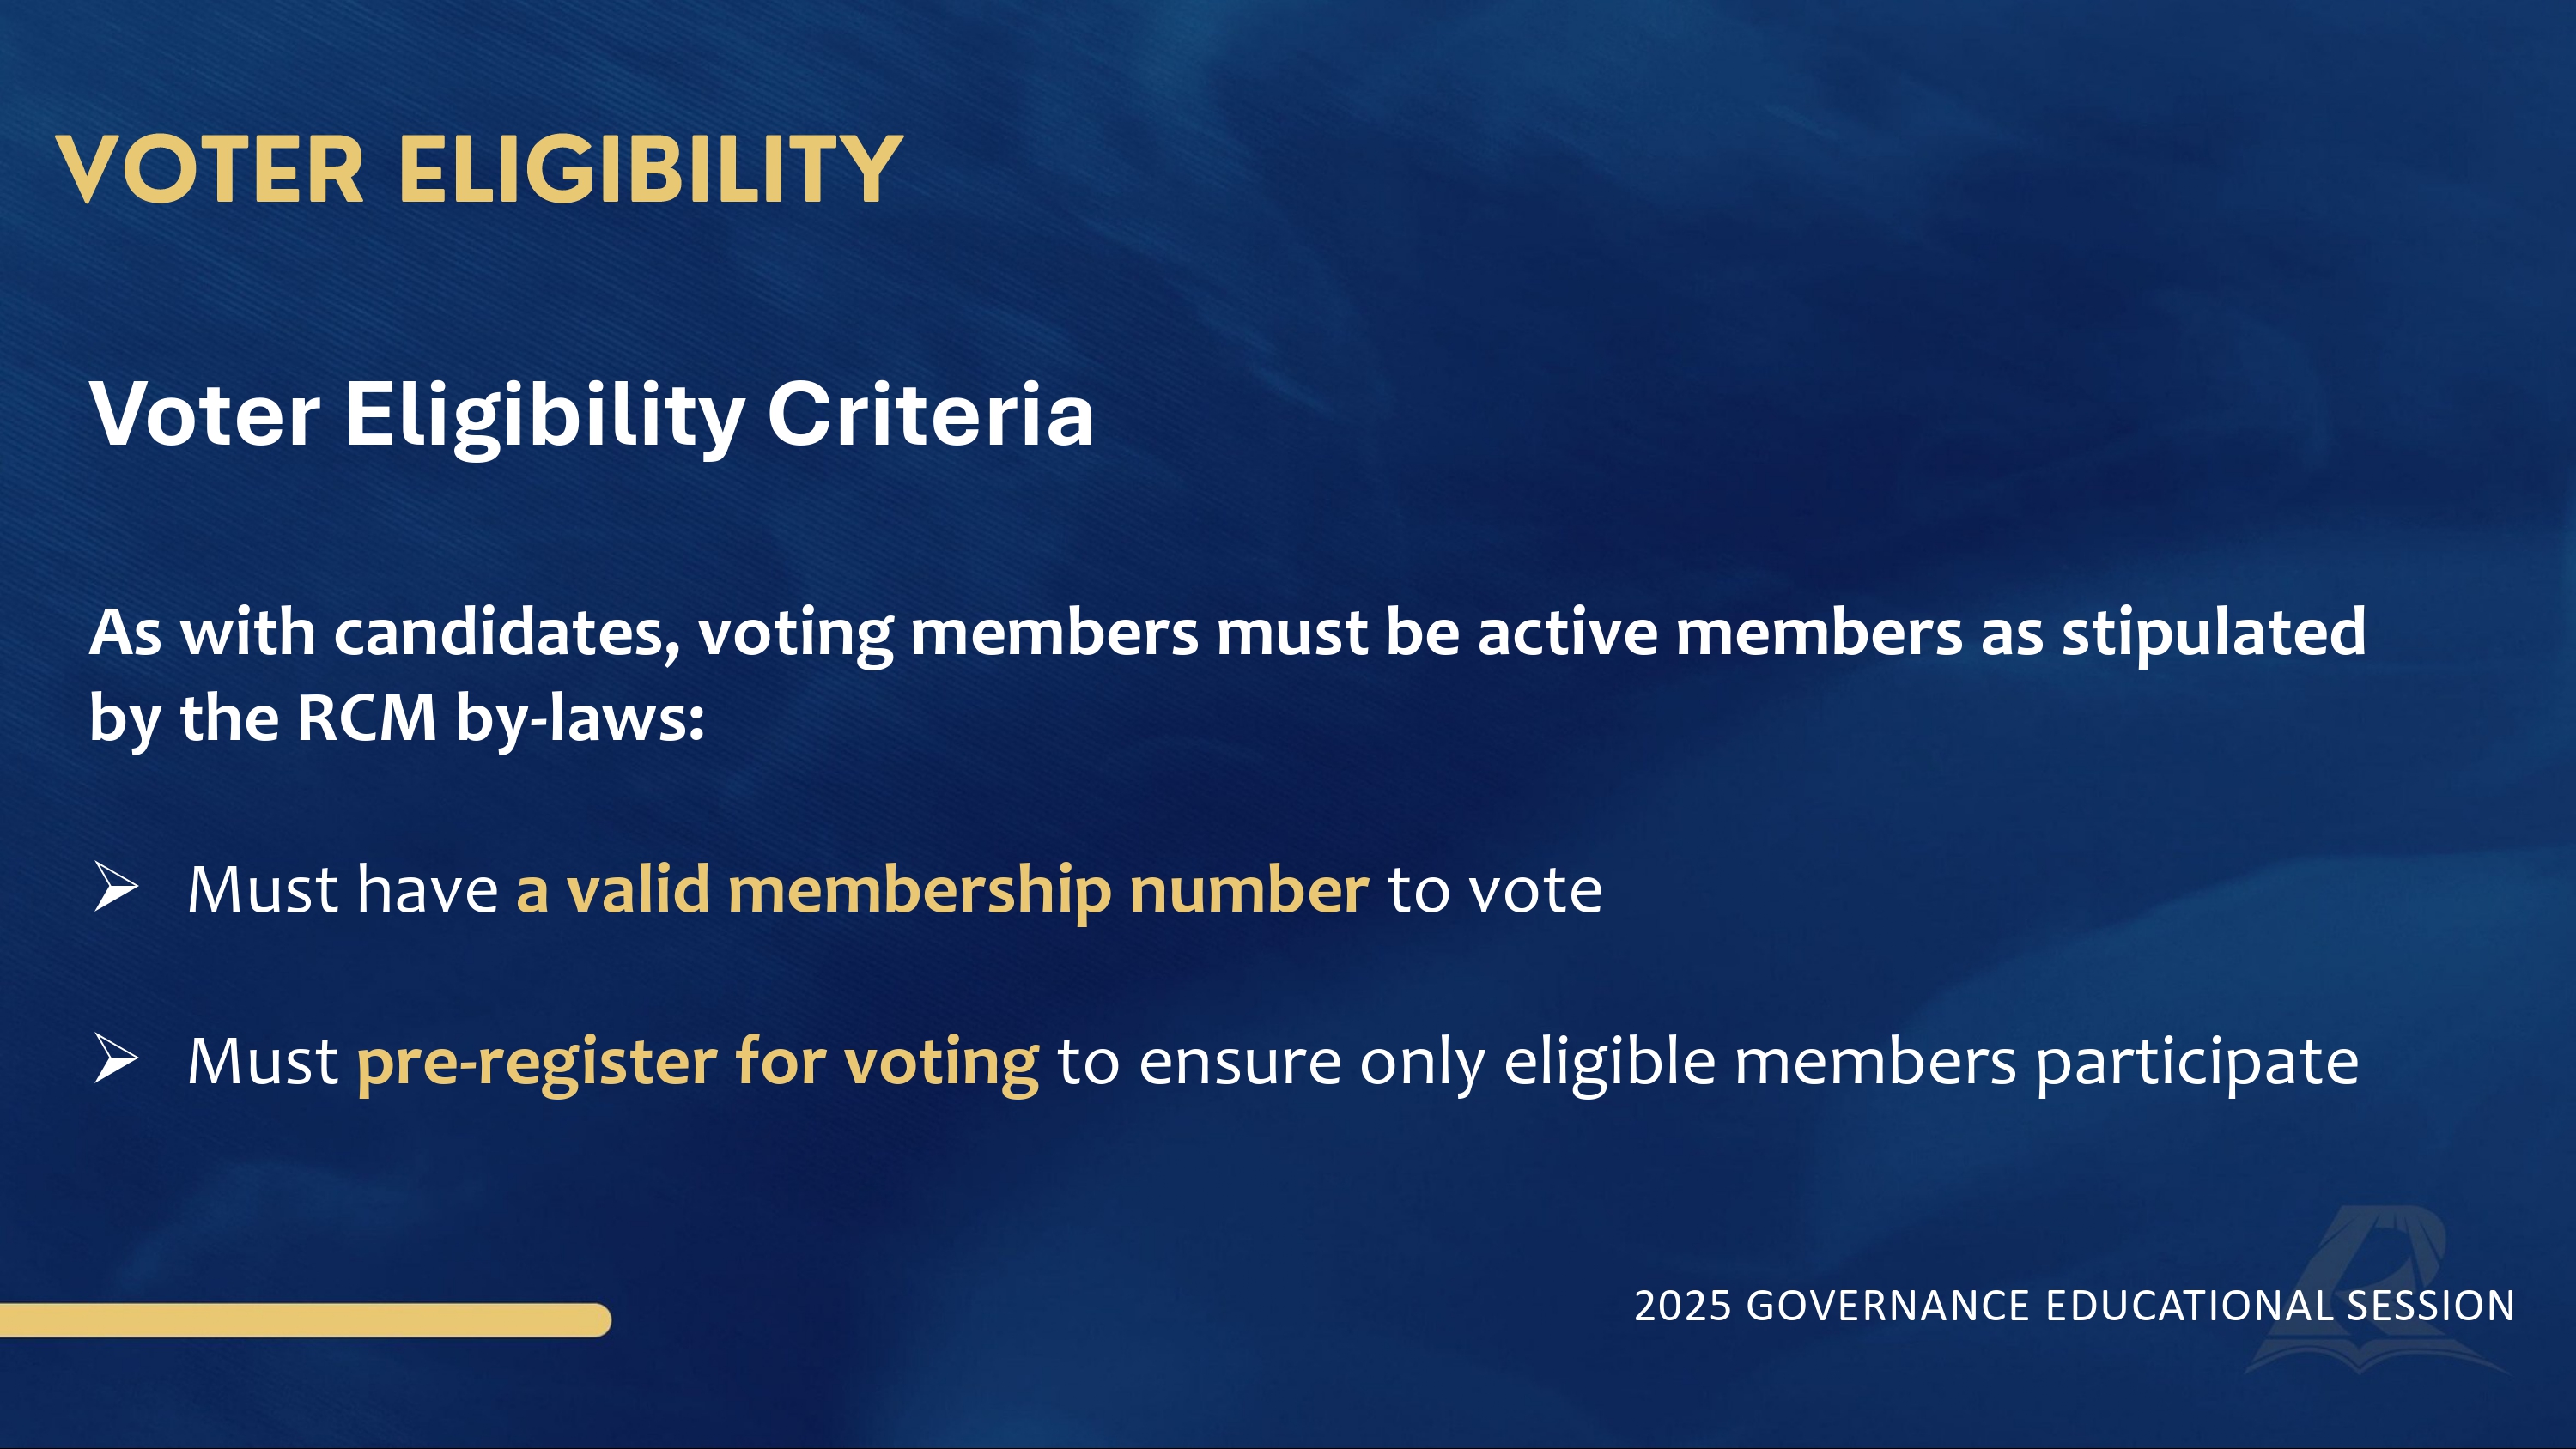 VOTER ELIGIBILITY
Voter Eligibility Criteria
As with candidates, voting members must be active members as stipulated
by the RCM by-laws:
➢ Must have a valid membership number to vote
➢ Must pre-register for voting to ensure only eligible members participate
2025 GOVERNANCE EDUCATIONAL SESSION